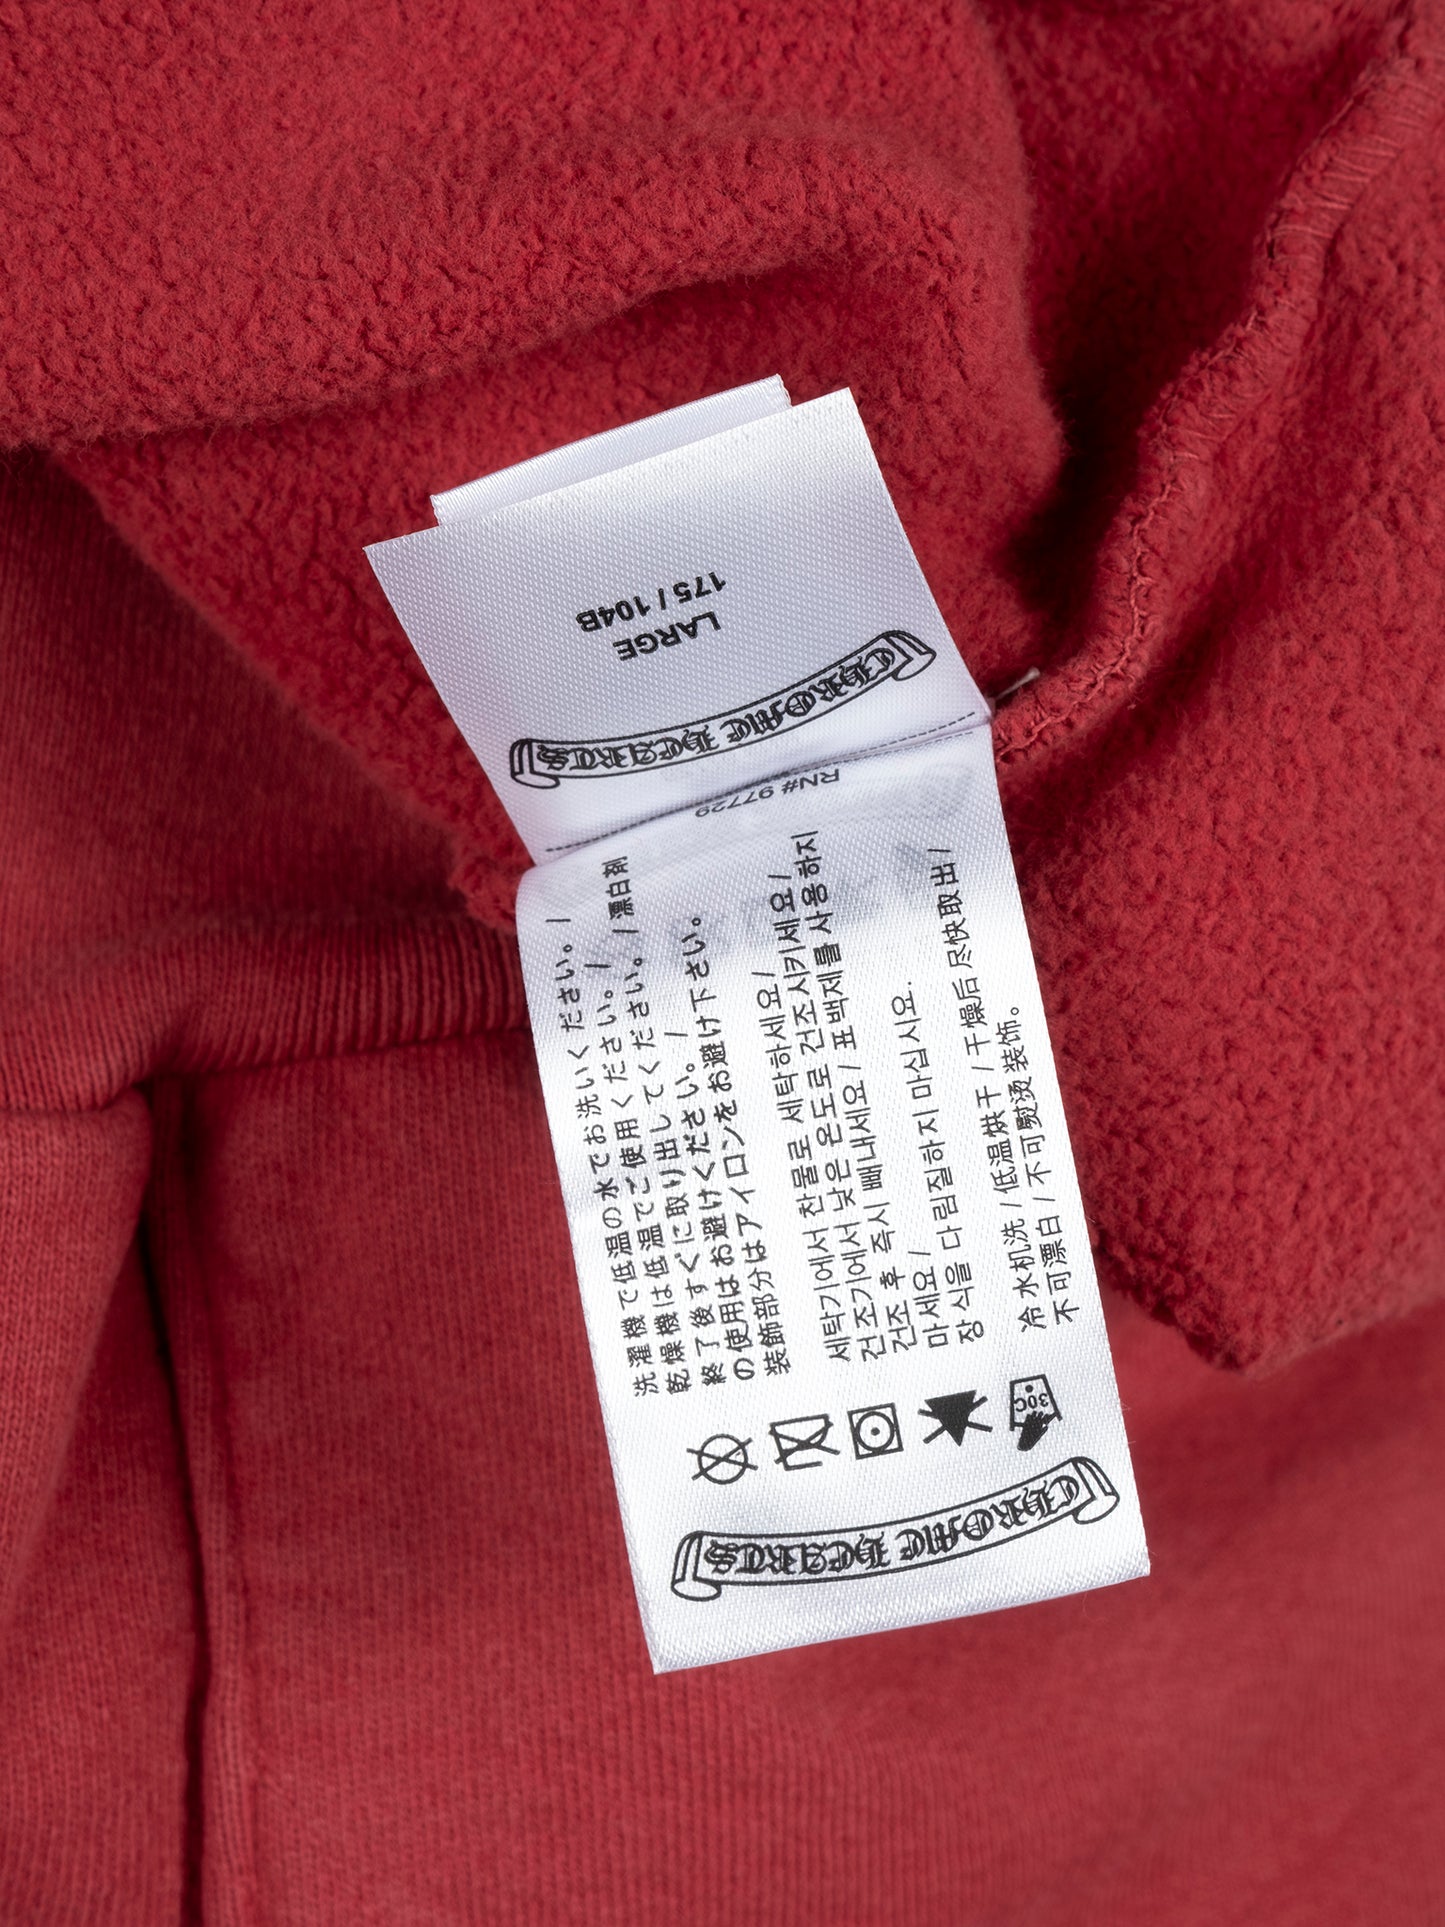 CHROME HEARTS
LARGE
175 / 104B
RN# 97729
洗濯機で低温の水でお洗いください。/
乾燥機は低温でご使用ください。/
終了後すぐに取り出してください。/ 漂白剤
の使用はお避けください。/
装飾部分はアイロンをお避け下さい。
세탁기에서 찬물로 세탁하세요/
건조기에서 낮은 온도로 건조시키세요/
건조 후 즉시 빼내세요 / 표백제를 사용하지
마세요/
장식을 다림질하지 마십시요.
冷水机洗 / 低温烘干 / 干燥后尽快取出 /
不可漂白 / 不可熨烫装饰。
30C
CHROME HEARTS